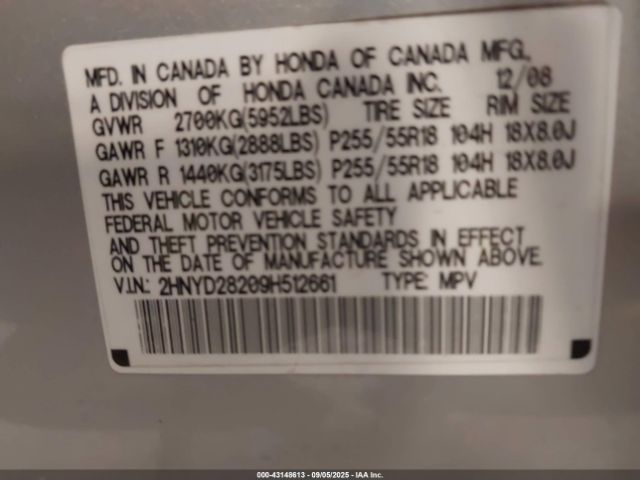 MFD. IN CANADA BY HONDA OF CANADA MFG.,
A DIVISION OF HONDA CANADA INC. 12/08
GVWR 2700KG(5952LBS) TIRE SIZE RIM SIZE
GAWR F 1310KG(2888LBS) P255/55R18 104H 18X8.0J
GAWR R 1440KG(3175LBS) P255/55R18 104H 18X8.0J
THIS VEHICLE CONFORMS TO ALL APPLICABLE
FEDERAL MOTOR VEHICLE SAFETY
AND THEFT PREVENTION STANDARDS IN EFFECT
ON THE DATE OF MANUFACTURE SHOWN ABOVE.
V.I.N.: 2HNYD28209H512661 TYPE: MPV
000-43148613 - 09/05/2025 - IAA Inc.